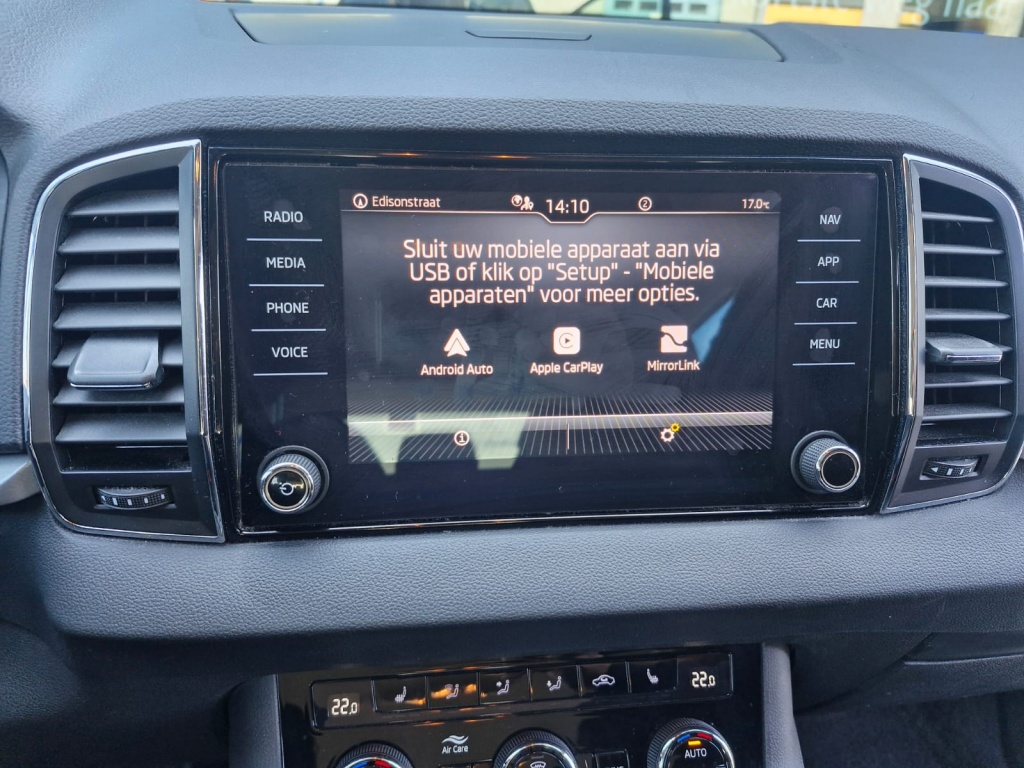 RADIO
MEDIA
PHONE
VOICE
Edisonstraat
14:10
2
17.0°C
Sluit uw mobiele apparaat aan via
USB of klik op "Setup" - "Mobiele
apparaten" voor meer opties.
Android Auto
Apple CarPlay
MirrorLink
NAV
APP
CAR
MENU
22.0
22.0
Air Care
AUTO